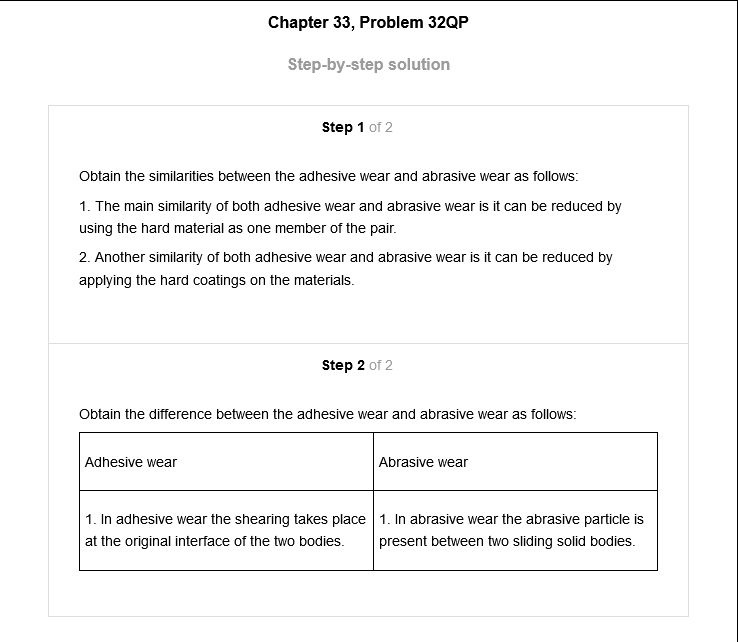 Chapter 33, Problem 32QP
Step-by-step solution
Step 1 of 2
Obtain the similarities between the adhesive wear and abrasive wear as follows:
1. The main similarity of both adhesive wear and abrasive wear is it can be reduced by
using the hard material as one member of the pair.
2. Another similarity of both adhesive wear and abrasive wear is it can be reduced by
applying the hard coatings on the materials.
Step 2 of 2
Obtain the difference between the adhesive wear and abrasive wear as follows:
Adhesive wear
Abrasive wear
1. In adhesive wear the shearing takes place
at the original interface of the two bodies.
1. In abrasive wear the abrasive particle is
present between two sliding solid bodies.